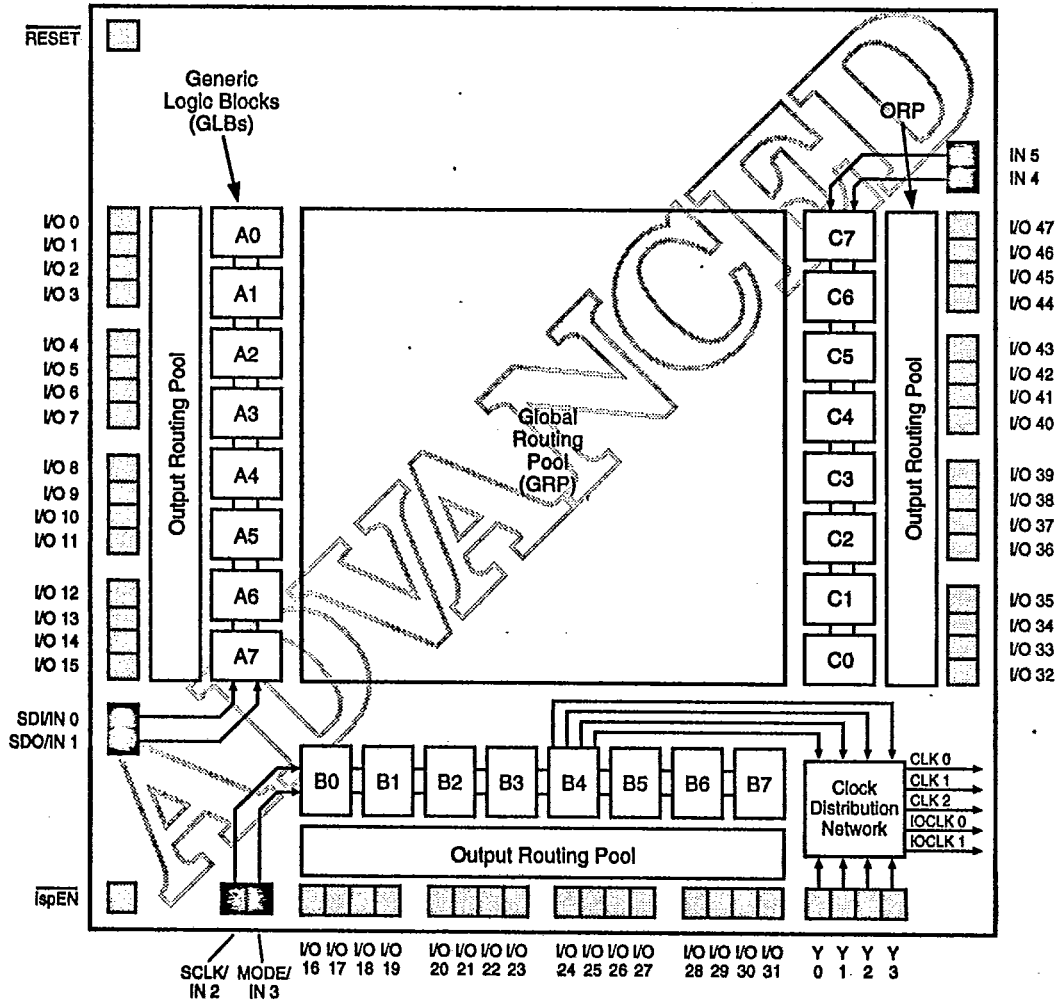 RESET
Generic
Logic Blocks
(GLBs)
ORP
IN 5
IN 4
I/O 0
I/O 1
I/O 2
I/O 3
I/O 4
I/O 5
I/O 6
I/O 7
I/O 8
I/O 9
I/O 10
I/O 11
I/O 12
I/O 13
I/O 14
I/O 15
Output Routing Pool
A0
A1
A2
A3
A4
A5
A6
A7
Global
Routing
Pool
(GRP)
ADVANCED
C7
C6
C5
C4
C3
C2
C1
C0
Output Routing Pool
I/O 47
I/O 46
I/O 45
I/O 44
I/O 43
I/O 42
I/O 41
I/O 40
I/O 39
I/O 38
I/O 37
I/O 36
I/O 35
I/O 34
I/O 33
I/O 32
SDI/IN 0
SDO/IN 1
B0 B1 B2 B3 B4 B5 B6 B7
Output Routing Pool
Clock
Distribution
Network
CLK 0
CLK 1
CLK 2
IOCLK 0
IOCLK 1
ispEN
SCLK/
IN 2
MODE/
IN 3
I/O I/O I/O I/O I/O I/O I/O I/O I/O I/O I/O I/O I/O I/O I/O I/O Y Y Y Y
16 17 18 19 20 21 22 23 24 25 26 27 28 29 30 31 0 1 2 3